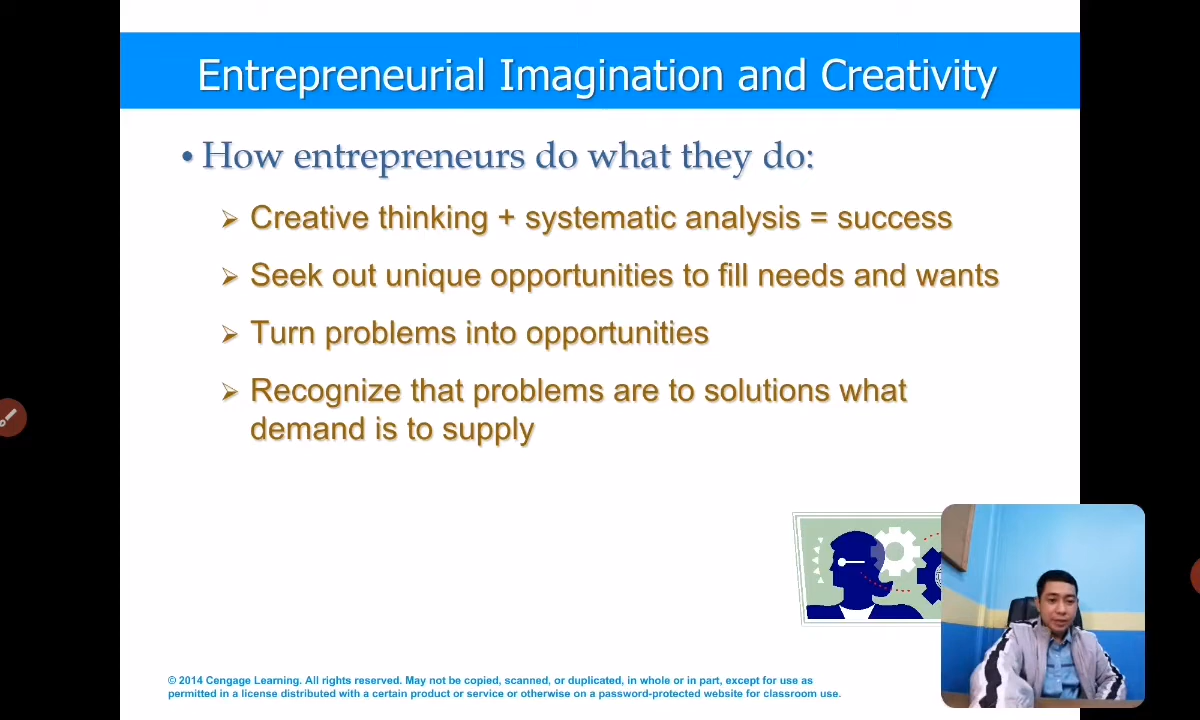 Entrepreneurial Imagination and Creativity
• How entrepreneurs do what they do:
➢ Creative thinking + systematic analysis = success
➢ Seek out unique opportunities to fill needs and wants
➢ Turn problems into opportunities
➢ Recognize that problems are to solutions what
demand is to supply
© 2014 Cengage Learning. All rights reserved. May not be copied, scanned, or duplicated, in whole or in part, except for use as
permitted in a license distributed with a certain product or service or otherwise on a password-protected website for classroom use.